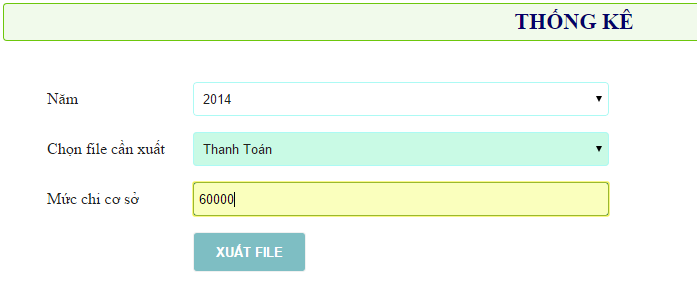 THỐNG KÊ
Năm
2014
Chọn file cần xuất
Thanh Toán
Mức chi cơ sở
60000
XUẤT FILE